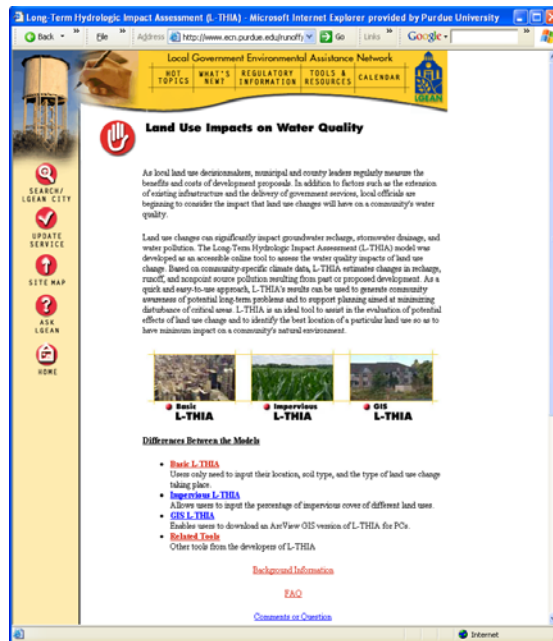 Long-Term Hydrologic Impact Assessment (L-THIA) - Microsoft Internet Explorer provided by Purdue University
Back File Address http://www.ecn.purdue.edu/runoff/ Go Links Google
Local Government Environmental Assistance Network
HOT TOPICS WHAT'S NEW? REGULATORY INFORMATION TOOLS & RESOURCES CALENDAR
LGEAN
Land Use Impacts on Water Quality
As local land use decisionmakers, municipal and county leaders regularly measure the
benefits and costs of development proposals. In addition to factors such as the extension
of existing infrastructure and the delivery of government services, local officials are
beginning to consider the impact that land use changes will have on a community's water
quality.
Land use changes can significantly impact groundwater recharge, stormwater drainage, and
water pollution. The Long-Term Hydrologic Impact Assessment (L-THIA) model was
developed as an accessible online tool to assess the water quality impacts of land use
change. Based on community-specific climate data, L-THIA estimates changes in recharge,
runoff, and nonpoint source pollution resulting from past or proposed development. As a
quick and easy-to-use approach, L-THIA's results can be used to generate community
awareness of potential long-term problems and to support planning aimed at minimizing
disturbance of critical areas. L-THIA is an ideal tool to assist in the evaluation of potential
effects of land use change and to identify the best location of a particular land use so as to
have minimum impact on a community's natural environment.
SEARCH/
LGEAN CITY
UPDATE
SERVICE
SITE MAP
ASK
LGEAN
HOME
Basic
L-THIA
Impervious
L-THIA
GIS
L-THIA
Differences Between the Models
Basic L-THIA
Users only need to input their location, soil type, and the type of land use change
taking place.
Impervious L-THIA
Allows users to input the percentage of impervious cover of different land uses.
GIS L-THIA
Enables users to download an ArcView GIS version of L-THIA for PCs.
Related Tools
Other tools from the developers of L-THIA
Background Information
FAQ
Comments or Question
Internet